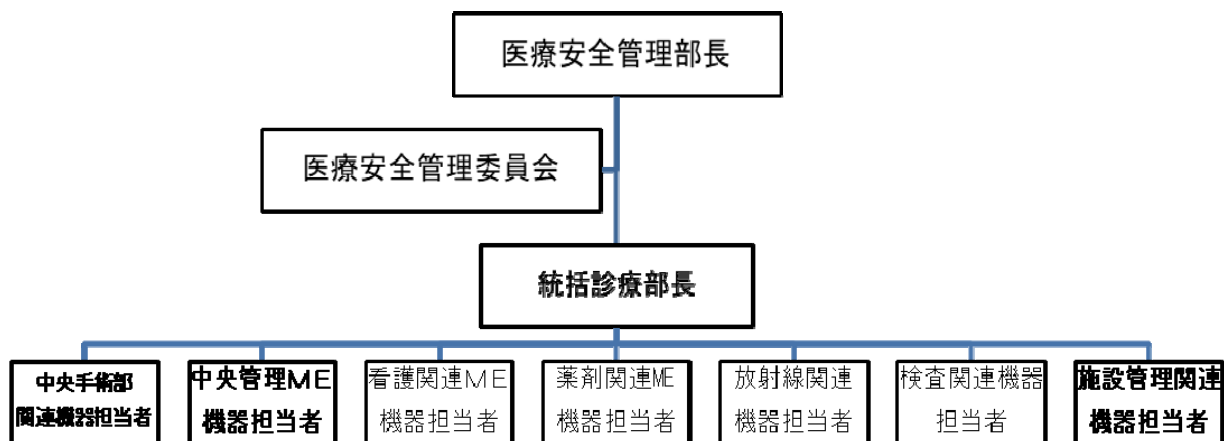 医療安全管理部長
医療安全管理委員会
統括診療部長
中央手術部
関連機器担当者
中央管理ME
機器担当者
看護関連ME
機器担当者
薬剤関連ME
機器担当者
放射線関連
機器担当者
検査関連機器
担当者
施設管理関連
機器担当者